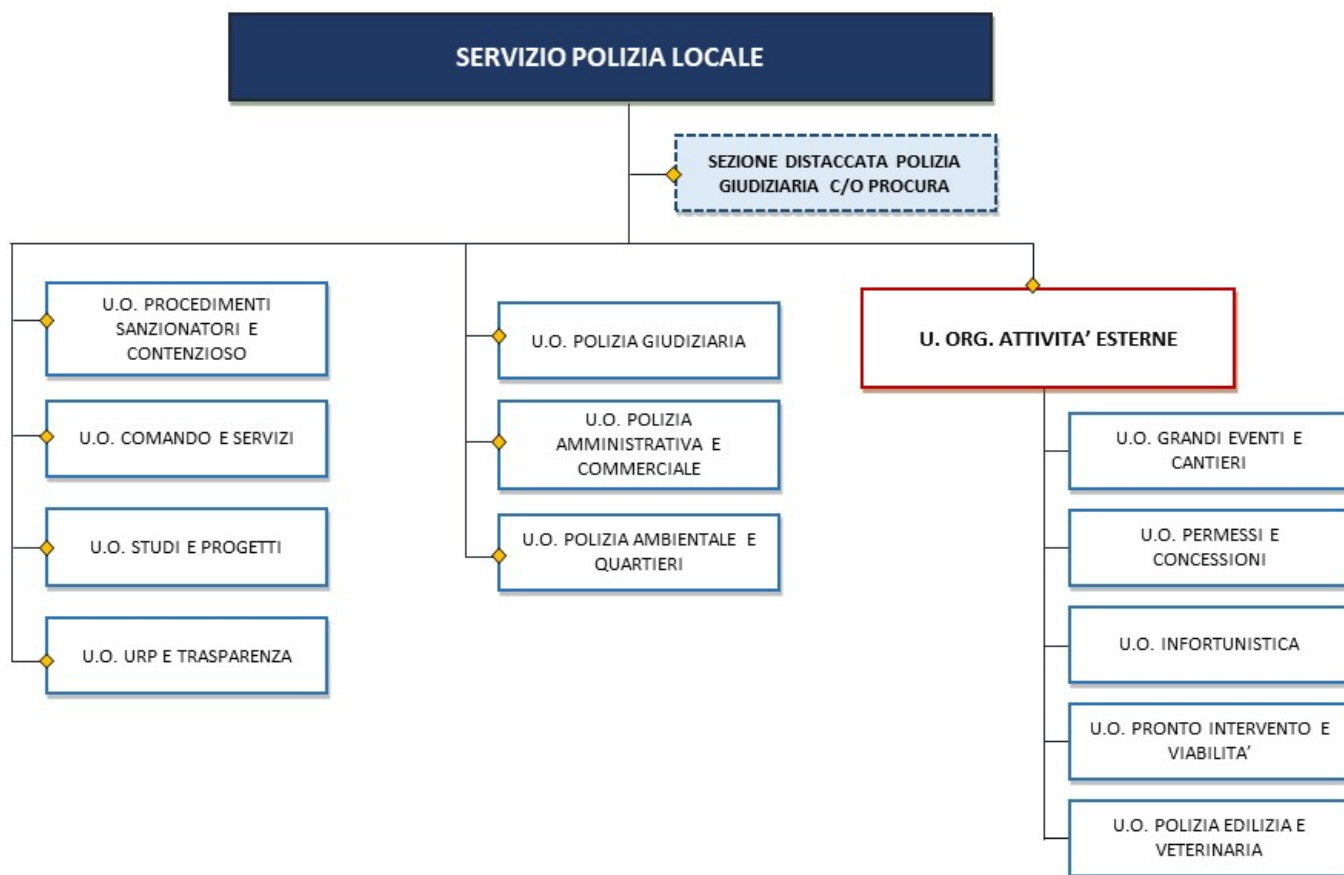 SERVIZIO POLIZIA LOCALE
SEZIONE DISTACCATA POLIZIA
GIUDIZIARIA C/O PROCURA
U.O. PROCEDIMENTI
SANZIONATORI E
CONTENZIOSO
U.O. COMANDO E SERVIZI
U.O. STUDI E PROGETTI
U.O. URP E TRASPARENZA
U.O. POLIZIA GIUDIZIARIA
U.O. POLIZIA
AMMINISTRATIVA E
COMMERCIALE
U.O. POLIZIA AMBIENTALE E
QUARTIERI
U. ORG. ATTIVITA’ ESTERNE
U.O. GRANDI EVENTI E
CANTIERI
U.O. PERMESSI E
CONCESSIONI
U.O. INFORTUNISTICA
U.O. PRONTO INTERVENTO E
VIABILITA’
U.O. POLIZIA EDILIZIA E
VETERINARIA